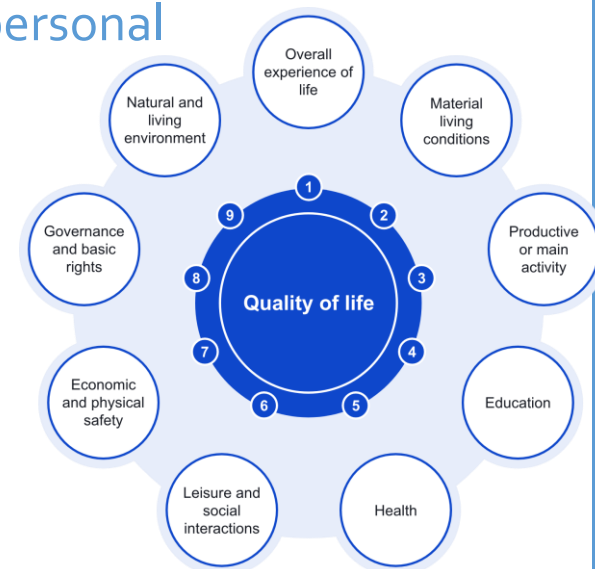 personal
Overall
experience of
life
Material
living
conditions
Productive
or main
activity
Education
Health
Leisure and
social
interactions
Economic
and physical
safety
Governance
and basic
rights
Natural and
living
environment
1
2
3
4
5
6
7
8
9
Quality of life